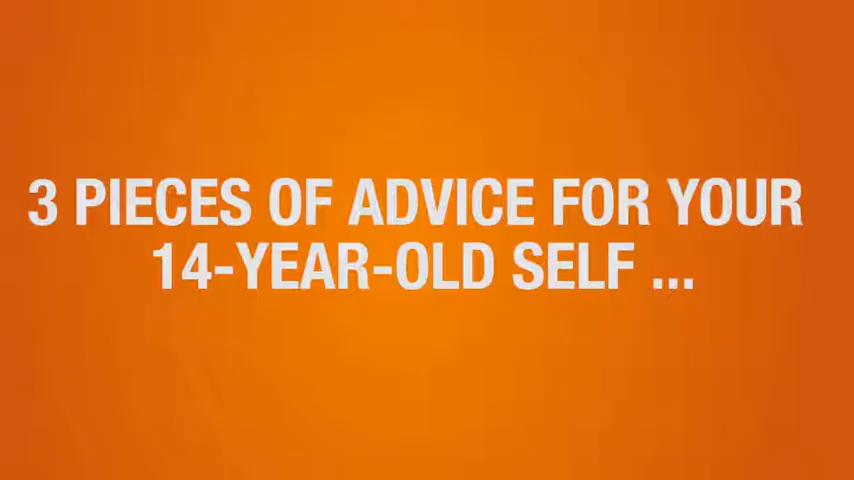 3 PIECES OF ADVICE FOR YOUR
14-YEAR-OLD SELF ...